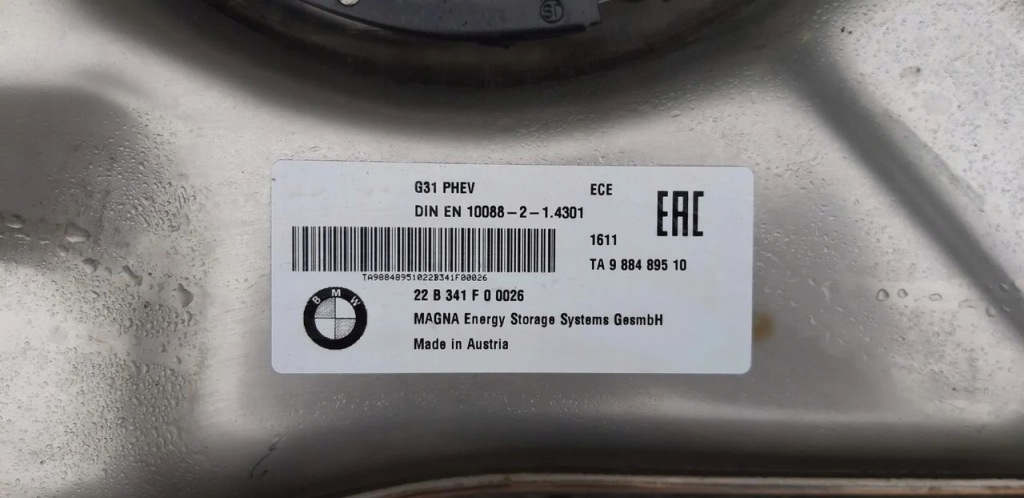 G31 PHEV ECE
EAC
DIN EN 10088-2-1.4301
1611
TA 9 884 895 10
TA98848951022B341F00026
BMW
22 B 341 F 0 0026
MAGNA Energy Storage Systems GesmbH
Made in Austria